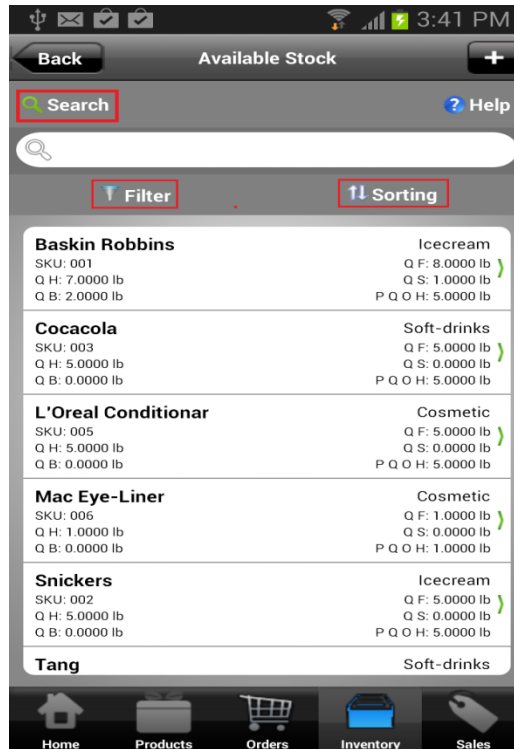 3:41 PM
Back Available Stock +
Search Help
Filter Sorting
Baskin Robbins Icecream
SKU: 001 Q F: 8.0000 lb
Q H: 7.0000 lb Q S: 1.0000 lb
Q B: 2.0000 lb P Q O H: 5.0000 lb
Cocacola Soft-drinks
SKU: 003 Q F: 5.0000 lb
Q H: 5.0000 lb Q S: 0.0000 lb
Q B: 0.0000 lb P Q O H: 5.0000 lb
L'Oreal Conditionar Cosmetic
SKU: 005 Q F: 5.0000 lb
Q H: 5.0000 lb Q S: 0.0000 lb
Q B: 0.0000 lb P Q O H: 5.0000 lb
Mac Eye-Liner Cosmetic
SKU: 006 Q F: 1.0000 lb
Q H: 1.0000 lb Q S: 0.0000 lb
Q B: 0.0000 lb P Q O H: 1.0000 lb
Snickers Icecream
SKU: 002 Q F: 5.0000 lb
Q H: 5.0000 lb Q S: 0.0000 lb
Q B: 0.0000 lb P Q O H: 5.0000 lb
Tang Soft-drinks
Home Products Orders Inventory Sales